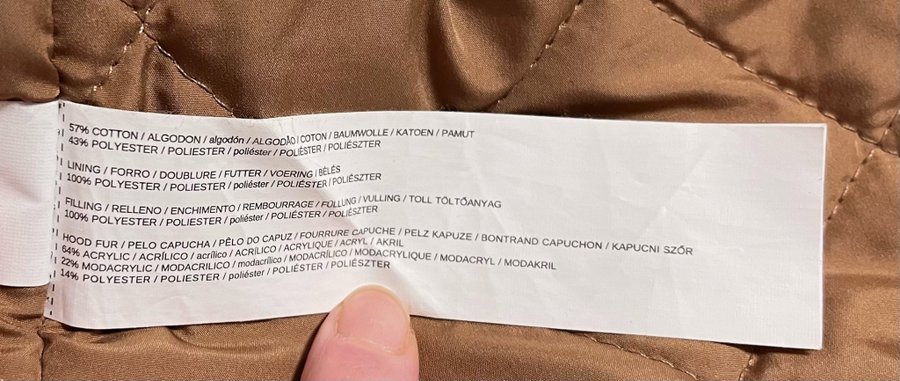 57% COTTON / ALGODON / algodón / ALGODÃO / COTON / BAUMWOLLE / KATOEN / PAMUT
43% POLYESTER / POLIESTER / poliéster / POLIÈSTER / POLIÉSZTER
LINING / FORRO / DOUBLURE / FUTTER / VOERING / BÉLÉS
100% POLYESTER / POLIESTER / poliéster / POLIÉSTER / POLIÉSZTER
FILLING / RELLENO / ENCHIMENTO / REMBOURRAGE / FÜLLUNG / VULLING / TOLL TÖLTŐANYAG
100% POLYESTER / POLIESTER / poliéster / POLIÉSTER / POLIÉSZTER
HOOD FUR / PELO CAPUCHA / PÊLO DO CAPUZ / FOURRURE CAPUCHE / PELZ KAPUZE / BONTRAND CAPUCHON / KAPUCNI SZŐR
64% ACRYLIC / ACRÍLICO / acrílico / ACRÍLICO / ACRYLIQUE / ACRYL / AKRIL
22% MODACRYLIC / MODACRILICO / modacrílico / MODACRÍLICO / MODACRYLIQUE / MODACRYL / MODAKRIL
14% POLYESTER / POLIESTER / poliester / POLIÉSTER / POLIÉSZTER